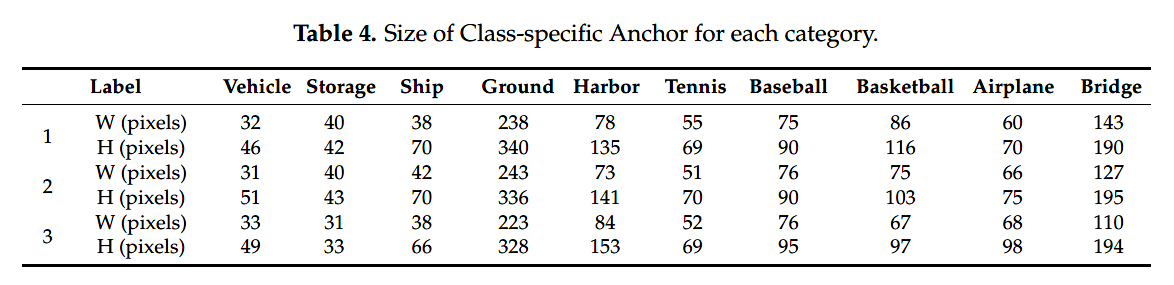 Table 4. Size of Class-specific Anchor for each category.
Label Vehicle Storage Ship Ground Harbor Tennis Baseball Basketball Airplane Bridge
1 W (pixels) 32 40 38 238 78 55 75 86 60 143
H (pixels) 46 42 70 340 135 69 90 116 70 190
2 W (pixels) 31 40 42 243 73 51 76 75 66 127
H (pixels) 51 43 70 336 141 70 90 103 75 195
3 W (pixels) 33 31 38 223 84 52 76 67 68 110
H (pixels) 49 33 66 328 153 69 95 97 98 194